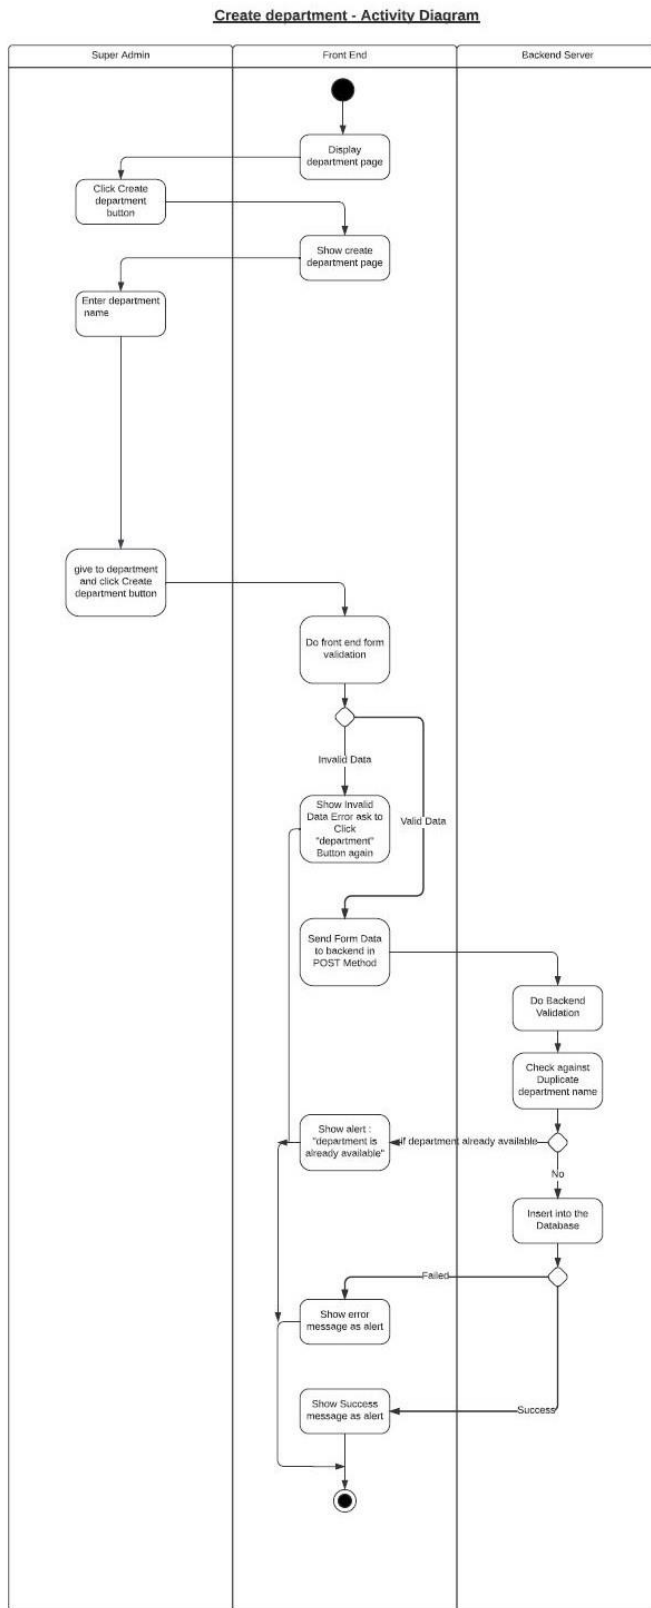 Create department - Activity Diagram
Super Admin
Front End
Backend Server
Display
department page
Click Create
department
button
Show create
department page
Enter department
name
give to department
and click Create
department button
Do front end form
validation
Invalid Data
Valid Data
Show Invalid
Data Error ask to
Click
"department"
Button again
Send Form Data
to backend in
POST Method
Do Backend
Validation
Check against
Duplicate
department name
if department already available
Show alert :
"department is
already available"
No
Insert into the
Database
Failed
Show error
message as alert
Success
Show Success
message as alert